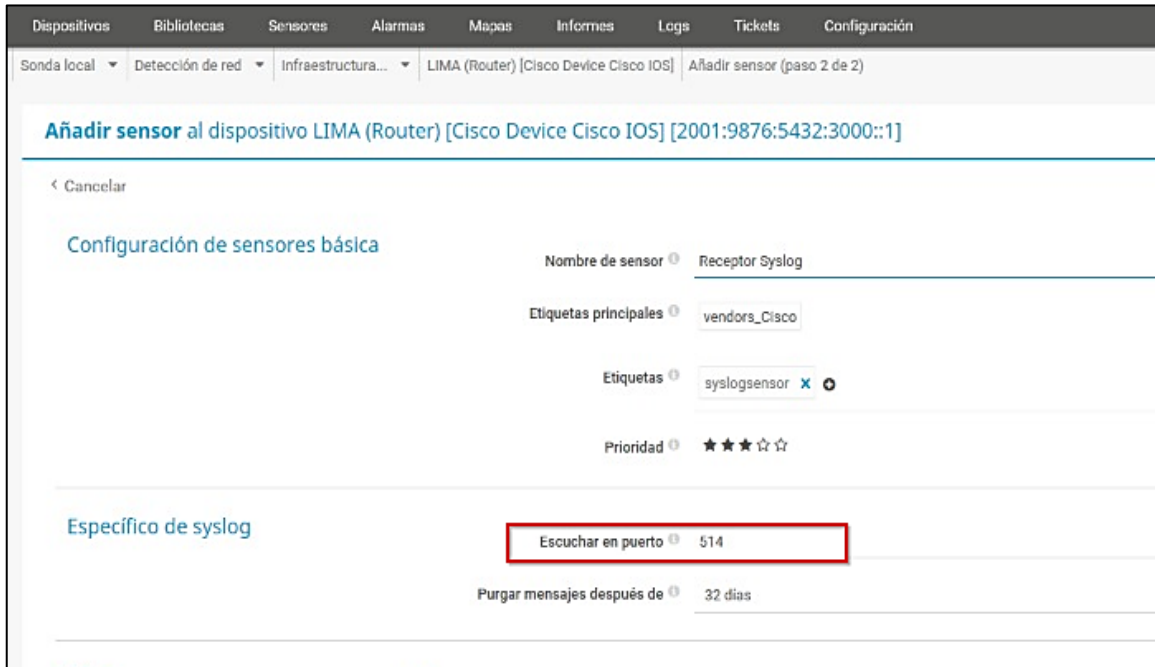 Dispositivos Bibliotecas Sensores Alarmas Mapas Informes Logs Tickets Configuración
Sonda local Detección de red Infraestructura... LIMA (Router) [Cisco Device Cisco IOS] Añadir sensor (paso 2 de 2)
Añadir sensor al dispositivo LIMA (Router) [Cisco Device Cisco IOS] [2001:9876:5432:3000::1]
< Cancelar
Configuración de sensores básica
Nombre de sensor Receptor Syslog
Etiquetas principales vendors_Cisco
Etiquetas syslogsensor x
Prioridad ★★★☆☆
Específico de syslog
Escuchar en puerto 514
Purgar mensajes después de 32 días